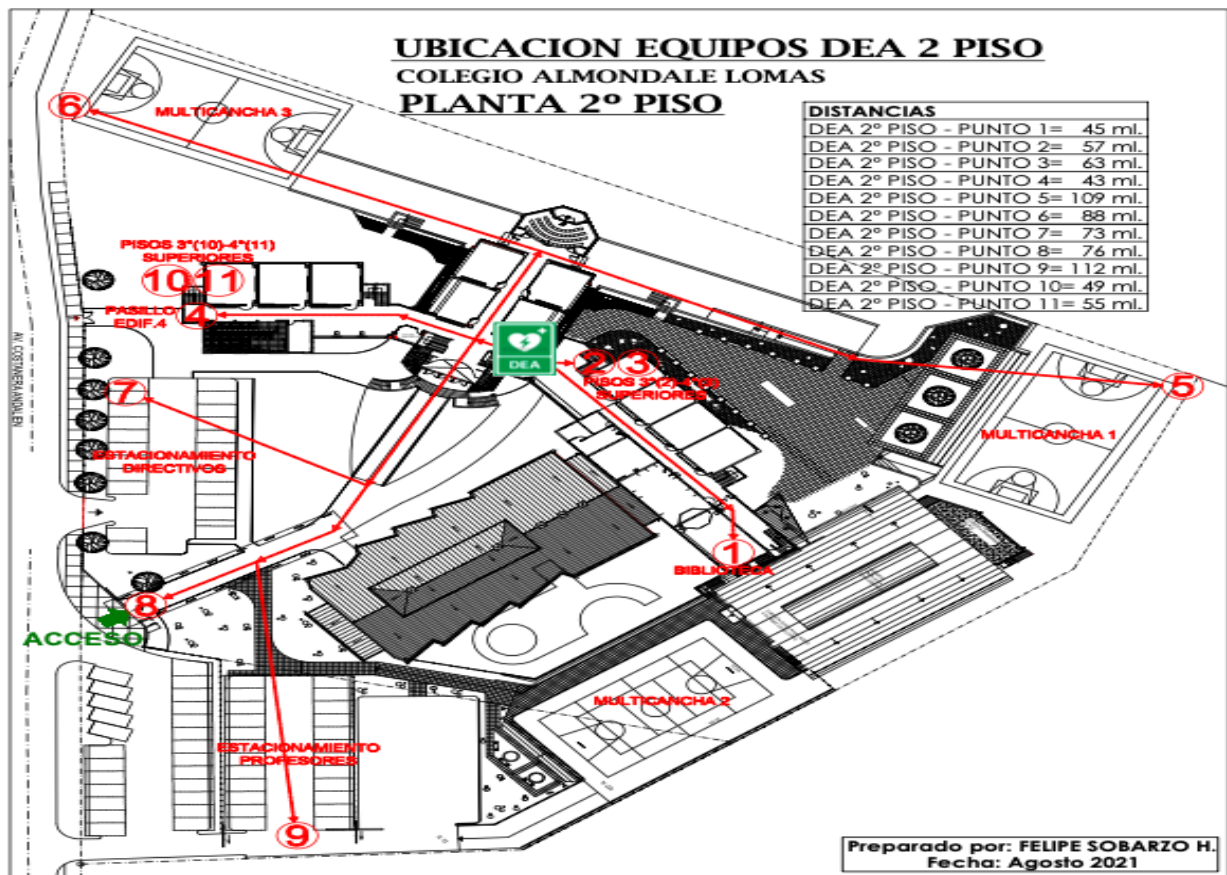 UBICACION EQUIPOS DEA 2 PISO
COLEGIO ALMONDALE LOMAS
PLANTA 2º PISO
DISTANCIAS
DEA 2º PISO - PUNTO 1= 45 ml.
DEA 2º PISO - PUNTO 2= 57 ml.
DEA 2º PISO - PUNTO 3= 63 ml.
DEA 2º PISO - PUNTO 4= 43 ml.
DEA 2º PISO - PUNTO 5= 109 ml.
DEA 2º PISO - PUNTO 6= 88 ml.
DEA 2º PISO - PUNTO 7= 73 ml.
DEA 2º PISO - PUNTO 8= 76 ml.
DEA 2º PISO - PUNTO 9= 112 ml.
DEA 2º PISO - PUNTO 10= 49 ml.
DEA 2º PISO - PUNTO 11= 55 ml.
6
MULTICANCHA 3
PISOS 3°(10)-4°(11)
SUPERIORES
10 11
PASILLO
EDIF.4
4
DEA
2 3
SUPERIORES
5
MULTICANCHA 1
7
ESTACIONAMIENTO
DIRECTIVOS
1
BIBLIOTECA
8
ACCESO
MULTICANCHA 2
ESTACIONAMIENTO
PROFESORES
9
Preparado por: FELIPE SOBARZO H.
Fecha: Agosto 2021